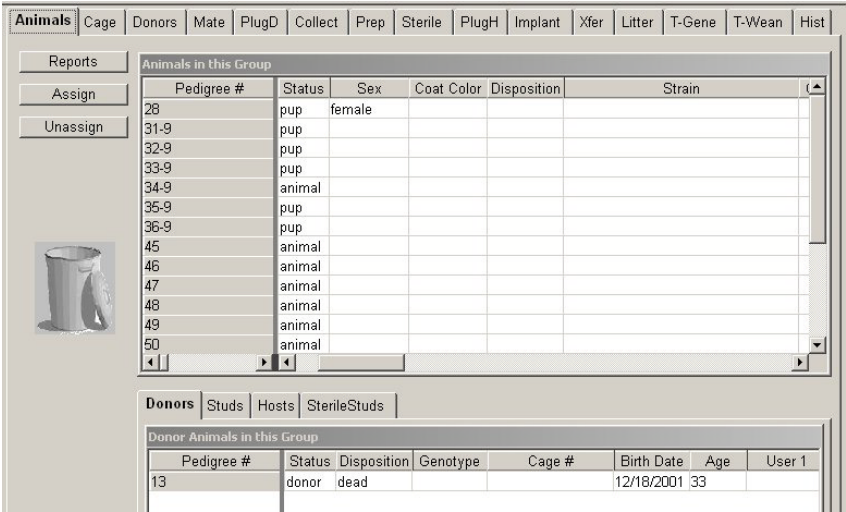 Animals Cage Donors Mate PlugD Collect Prep Sterile PlugH Implant Xfer Litter T-Gene T-Wean Hist
Reports
Assign
Unassign
Animals in this Group
Pedigree # Status Sex Coat Color Disposition Strain
28 pup female
31-9 pup
32-9 pup
33-9 pup
34-9 animal
35-9 pup
36-9 pup
45 animal
46 animal
47 animal
48 animal
49 animal
50 animal
Donors Studs Hosts SterileStuds
Donor Animals in this Group
Pedigree # Status Disposition Genotype Cage # Birth Date Age User 1
13 donor dead 12/18/2001 33